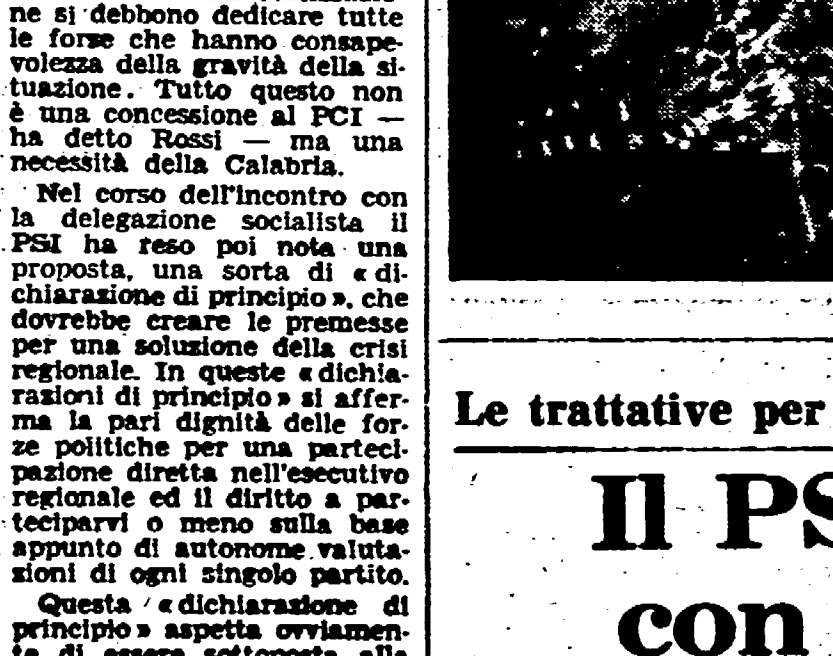 ne si debbono dedicare tutte
le forze che hanno consape-
volezza della gravità della si-
tuazione. Tutto questo non
è una concessione al PCI —
ha detto Rossi — ma una
necessità della Calabria.
Nel corso dell'incontro con
la delegazione socialista il
PSI ha reso poi nota una
proposta, una sorta di « di-
chiarazione di principio », che
dovrebbe creare le premesse
per una soluzione della crisi
regionale. In queste « dichia-
razioni di principio » si affer-
ma la pari dignità delle for-
ze politiche per una parteci-
pazione diretta nell'esecutivo
regionale ed il diritto a par-
teciparvi o meno sulla base
appunto di autonome valuta-
zioni di ogni singolo partito.
Questa « dichiarazione di
principio » aspetta ovviamen-
te di essere sottoposta alla
Le trattative per
Il PS
con